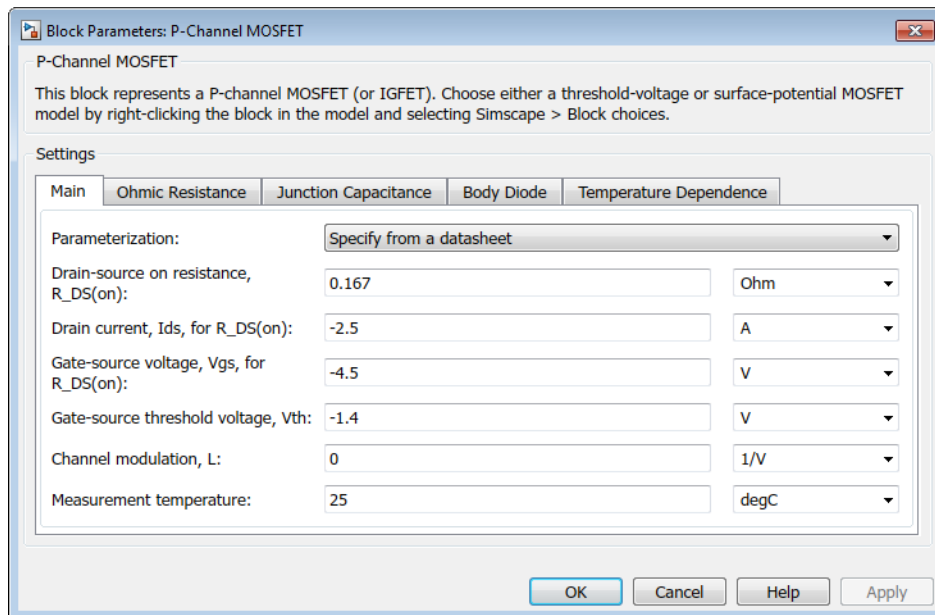 Block Parameters: P-Channel MOSFET
P-Channel MOSFET
This block represents a P-channel MOSFET (or IGFET). Choose either a threshold-voltage or surface-potential MOSFET
model by right-clicking the block in the model and selecting Simscape > Block choices.
Settings
Main Ohmic Resistance Junction Capacitance Body Diode Temperature Dependence
Parameterization: Specify from a datasheet
Drain-source on resistance,
R_DS(on): 0.167 Ohm
Drain current, Ids, for R_DS(on): -2.5 A
Gate-source voltage, Vgs, for
R_DS(on): -4.5 V
Gate-source threshold voltage, Vth: -1.4 V
Channel modulation, L: 0 1/V
Measurement temperature: 25 degC
OK Cancel Help Apply